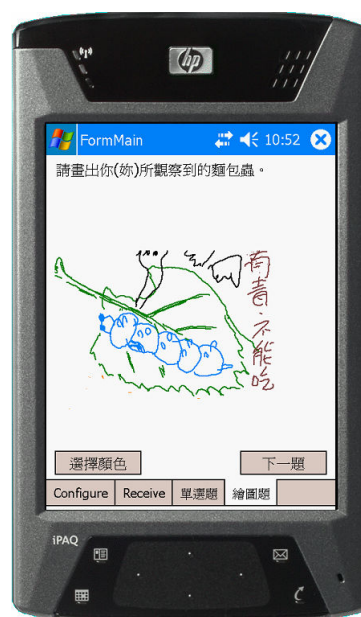 hp
FormMain
10:52
請畫出你(妳)所觀察到的麵包蟲。
有毒．不能吃
選擇顏色
下一題
Configure
Receive
單選題
繪圖題
iPAQ